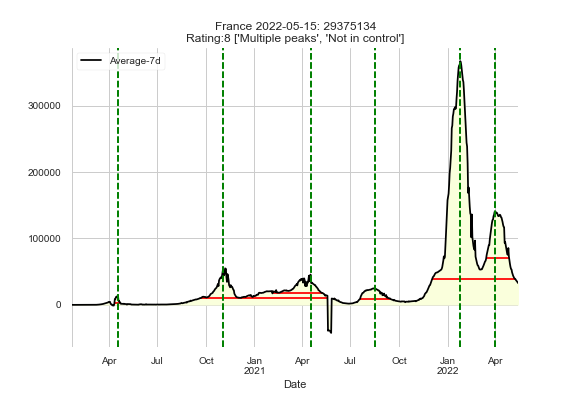 France 2022-05-15: 29375134
Rating:8 ['Multiple peaks', 'Not in control']
Average-7d
300000
200000
100000
0
Apr Jul Oct Jan Apr Jul Oct Jan Apr
2021 2022
Date